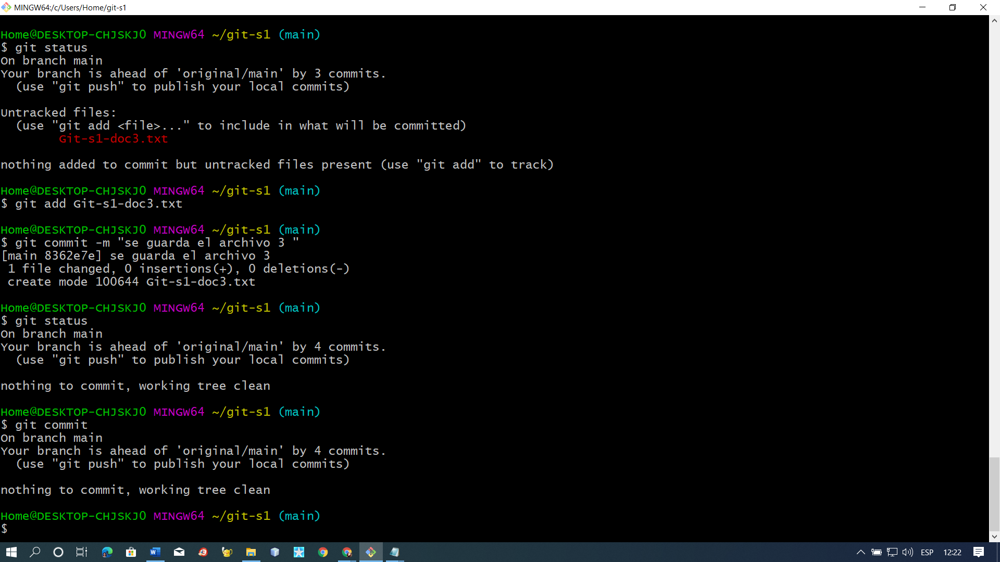 MINGW64:/c/Users/Home/git-s1
Home@DESKTOP-CHJSKJ0 MINGW64 ~/git-s1 (main)
$ git status
On branch main
Your branch is ahead of 'original/main' by 3 commits.
  (use "git push" to publish your local commits)
Untracked files:
  (use "git add <file>..." to include in what will be committed)
        Git-s1-doc3.txt
nothing added to commit but untracked files present (use "git add" to track)
Home@DESKTOP-CHJSKJ0 MINGW64 ~/git-s1 (main)
$ git add Git-s1-doc3.txt
Home@DESKTOP-CHJSKJ0 MINGW64 ~/git-s1 (main)
$ git commit -m "se guarda el archivo 3 "
[main 8362e7e] se guarda el archivo 3
 1 file changed, 0 insertions(+), 0 deletions(-)
 create mode 100644 Git-s1-doc3.txt
Home@DESKTOP-CHJSKJ0 MINGW64 ~/git-s1 (main)
$ git status
On branch main
Your branch is ahead of 'original/main' by 4 commits.
  (use "git push" to publish your local commits)
nothing to commit, working tree clean
Home@DESKTOP-CHJSKJ0 MINGW64 ~/git-s1 (main)
$ git commit
On branch main
Your branch is ahead of 'original/main' by 4 commits.
  (use "git push" to publish your local commits)
nothing to commit, working tree clean
Home@DESKTOP-CHJSKJ0 MINGW64 ~/git-s1 (main)
$
ESP 12:22